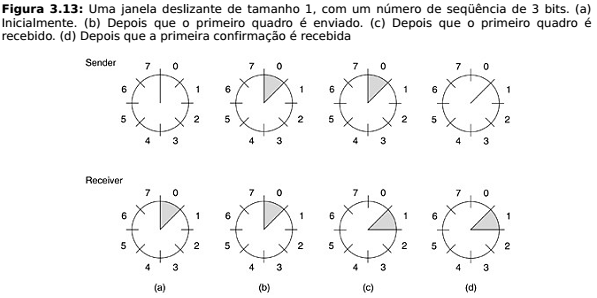 Figura 3.13: Uma janela deslizante de tamanho 1, com um número de seqüência de 3 bits. (a)
Inicialmente. (b) Depois que o primeiro quadro é enviado. (c) Depois que o primeiro quadro é
recebido. (d) Depois que a primeira confirmação é recebida
Sender
7 0 7 0 7 0 7 0
6 1 6 1 6 1 6 1
5 2 5 2 5 2 5 2
4 3 4 3 4 3 4 3
Receiver
7 0 7 0 7 0 7 0
6 1 6 1 6 1 6 1
5 2 5 2 5 2 5 2
4 3 4 3 4 3 4 3
(a) (b) (c) (d)